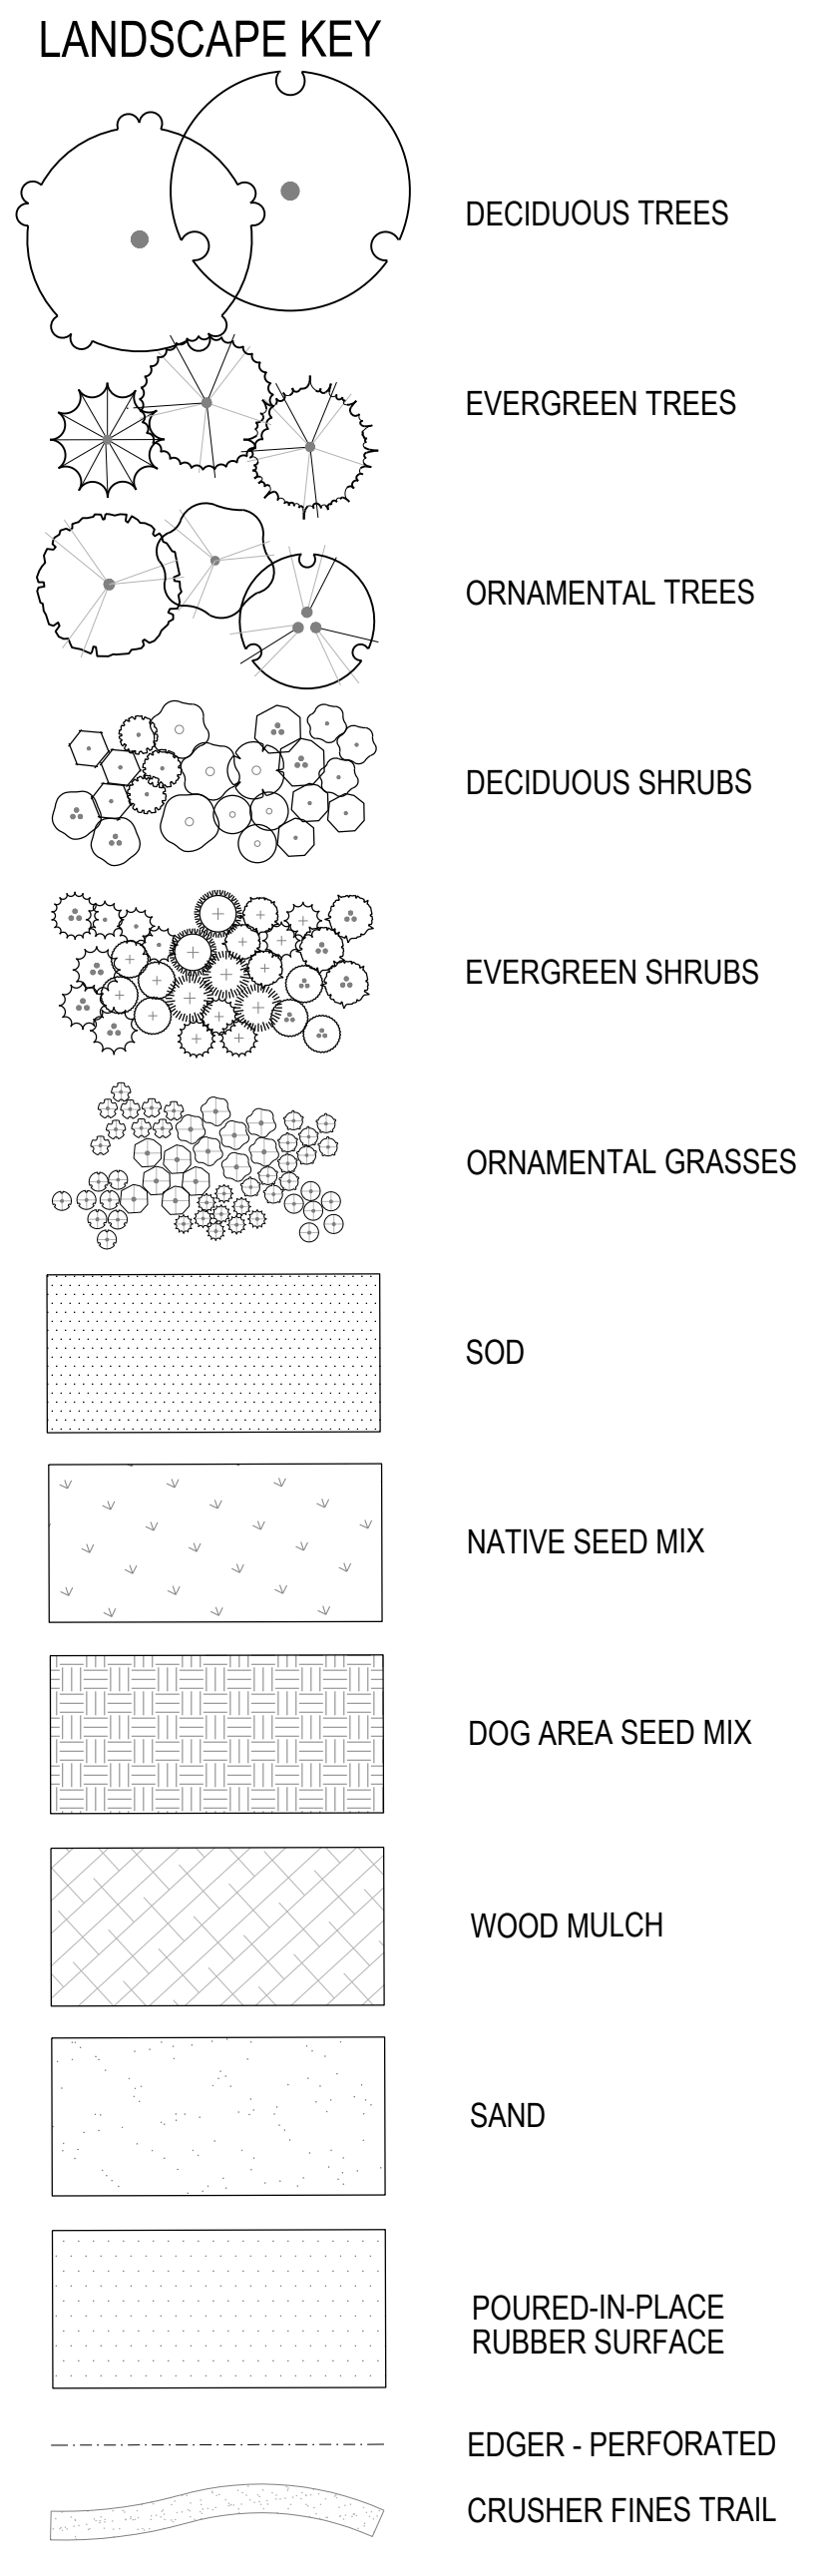 LANDSCAPE KEY
DECIDUOUS TREES
EVERGREEN TREES
ORNAMENTAL TREES
DECIDUOUS SHRUBS
EVERGREEN SHRUBS
ORNAMENTAL GRASSES
SOD
NATIVE SEED MIX
DOG AREA SEED MIX
WOOD MULCH
SAND
POURED-IN-PLACE
RUBBER SURFACE
EDGER - PERFORATED
CRUSHER FINES TRAIL